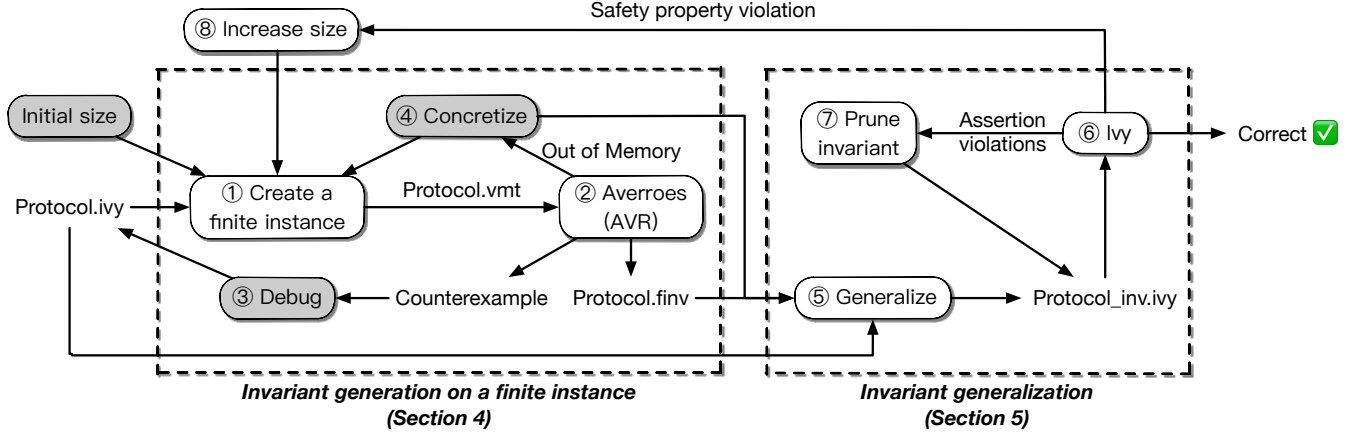 Safety property violation
⑧ Increase size
Initial size
④ Concretize
⑦ Prune
invariant
Assertion
violations
⑥ Ivy
Correct ✅
Out of Memory
Protocol.ivy
① Create a
finite instance
Protocol.vmt
② Averroes
(AVR)
③ Debug
Counterexample
Protocol.finv
⑤ Generalize
Protocol_inv.ivy
Invariant generation on a finite instance
(Section 4)
Invariant generalization
(Section 5)